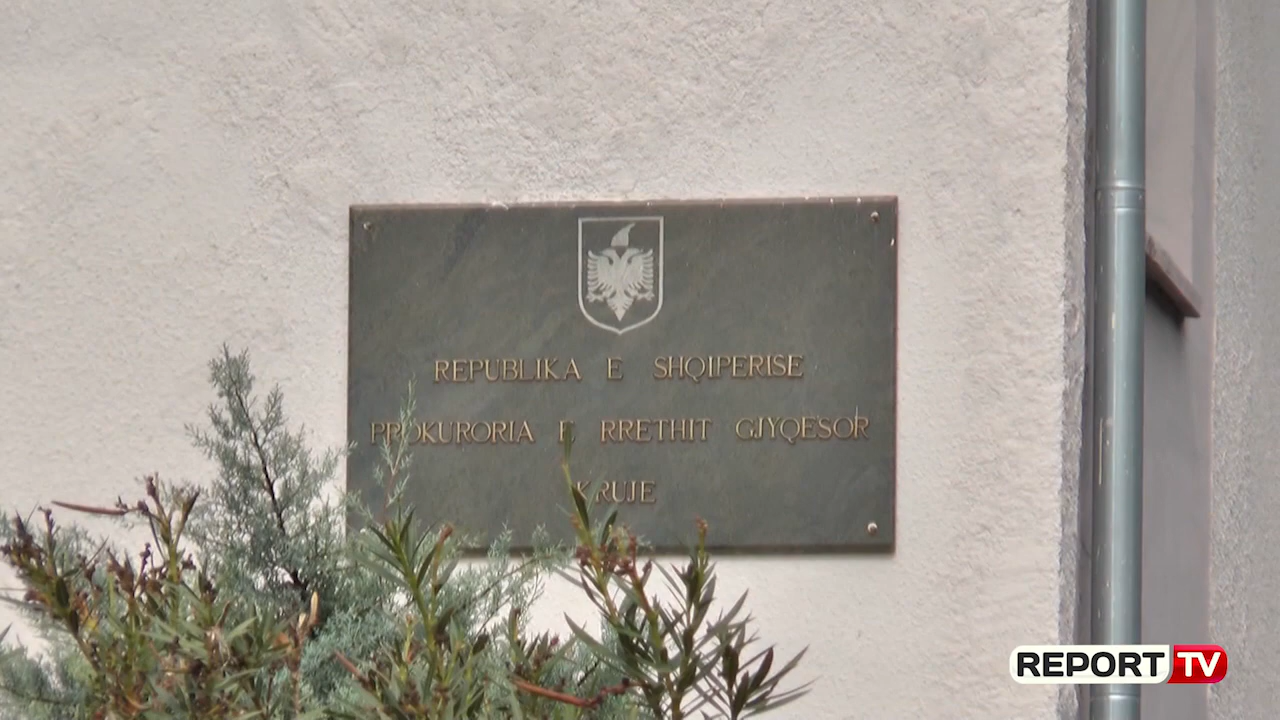 REPUBLIKA E SHQIPERISE
PROKURORIA E RRETHIT GJYQESOR
KRUJE
REPORT TV